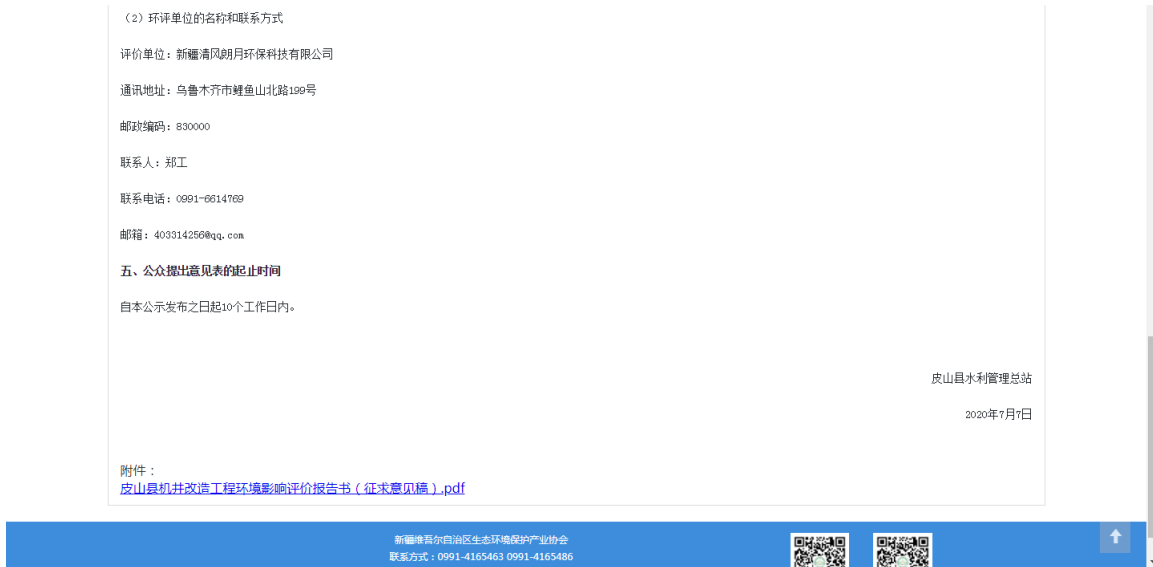 （2）环评单位的名称和联系方式
评价单位：新疆清风朗月环保科技有限公司
通讯地址：乌鲁木齐市鲤鱼山北路199号
邮政编码：830000
联系人：郑工
联系电话：0991-6614769
邮箱：403314256@qq.com
五、公众提出意见表的起止时间
自本公示发布之日起10个工作日内。
皮山县水利管理总站
2020年7月7日
附件：
皮山县机井改造工程环境影响评价报告书（征求意见稿）.pdf
新疆维吾尔自治区生态环境保护产业协会
联系方式：0991-4165463 0991-4165486